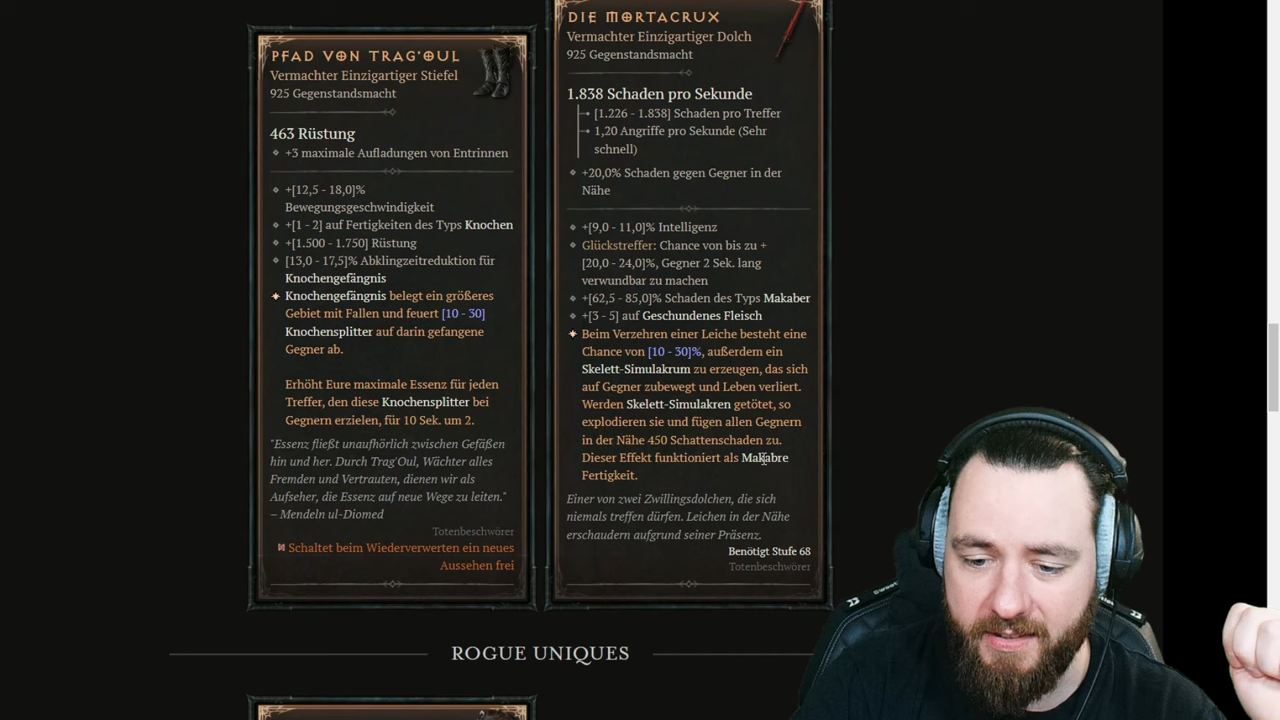 PFAD VON TRAG'OUL
Vermachter Einzigartiger Stiefel
925 Gegenstandsmacht
463 Rüstung
+3 maximale Aufladungen von Entrinnen
+[12,5 - 18,0]%
Bewegungsgeschwindigkeit
+[1 - 2] auf Fertigkeiten des Typs Knochen
+[1.500 - 1.750] Rüstung
[13,0 - 17,5]% Abklingzeitreduktion für
Knochengefängnis
Knochengefängnis belegt ein größeres
Gebiet mit Fallen und feuert [10 - 30]
Knochensplitter auf darin gefangene
Gegner ab.
Erhöht Eure maximale Essenz für jeden
Treffer, den diese Knochensplitter bei
Gegnern erzielen, für 10 Sek. um 2.
"Essenz fließt unaufhörlich zwischen Gefäßen
hin und her. Durch Trag'Oul, Wächter alles
Fremden und Vertrauten, dienen wir als
Aufseher, die Essenz auf neue Wege zu leiten."
– Mendeln ul-Diomed
Totenbeschwörer
Schaltet beim Wiederverwerten ein neues
Aussehen frei
DIE MORTACRUX
Vermachter Einzigartiger Dolch
925 Gegenstandsmacht
1.838 Schaden pro Sekunde
[1.226 - 1.838] Schaden pro Treffer
1,20 Angriffe pro Sekunde (Sehr
schnell)
+20,0% Schaden gegen Gegner in der
Nähe
+[9,0 - 11,0]% Intelligenz
Glückstreffer: Chance von bis zu +
[20,0 - 24,0]%, Gegner 2 Sek. lang
verwundbar zu machen
+[62,5 - 85,0]% Schaden des Typs Makaber
+[3 - 5] auf Geschundenes Fleisch
Beim Verzehren einer Leiche besteht eine
Chance von [10 - 30]%, außerdem ein
Skelett-Simulakrum zu erzeugen, das sich
auf Gegner zubewegt und Leben verliert.
Werden Skelett-Simulakren getötet, so
explodieren sie und fügen allen Gegnern
in der Nähe 450 Schattenschaden zu.
Dieser Effekt funktioniert als Makabre
Fertigkeit.
Einer von zwei Zwillingsdolchen, die sich
niemals treffen dürfen. Leichen in der Nähe
erschaudern aufgrund seiner Präsenz.
Benötigt Stufe 68
Totenbeschwörer
ROGUE UNIQUES